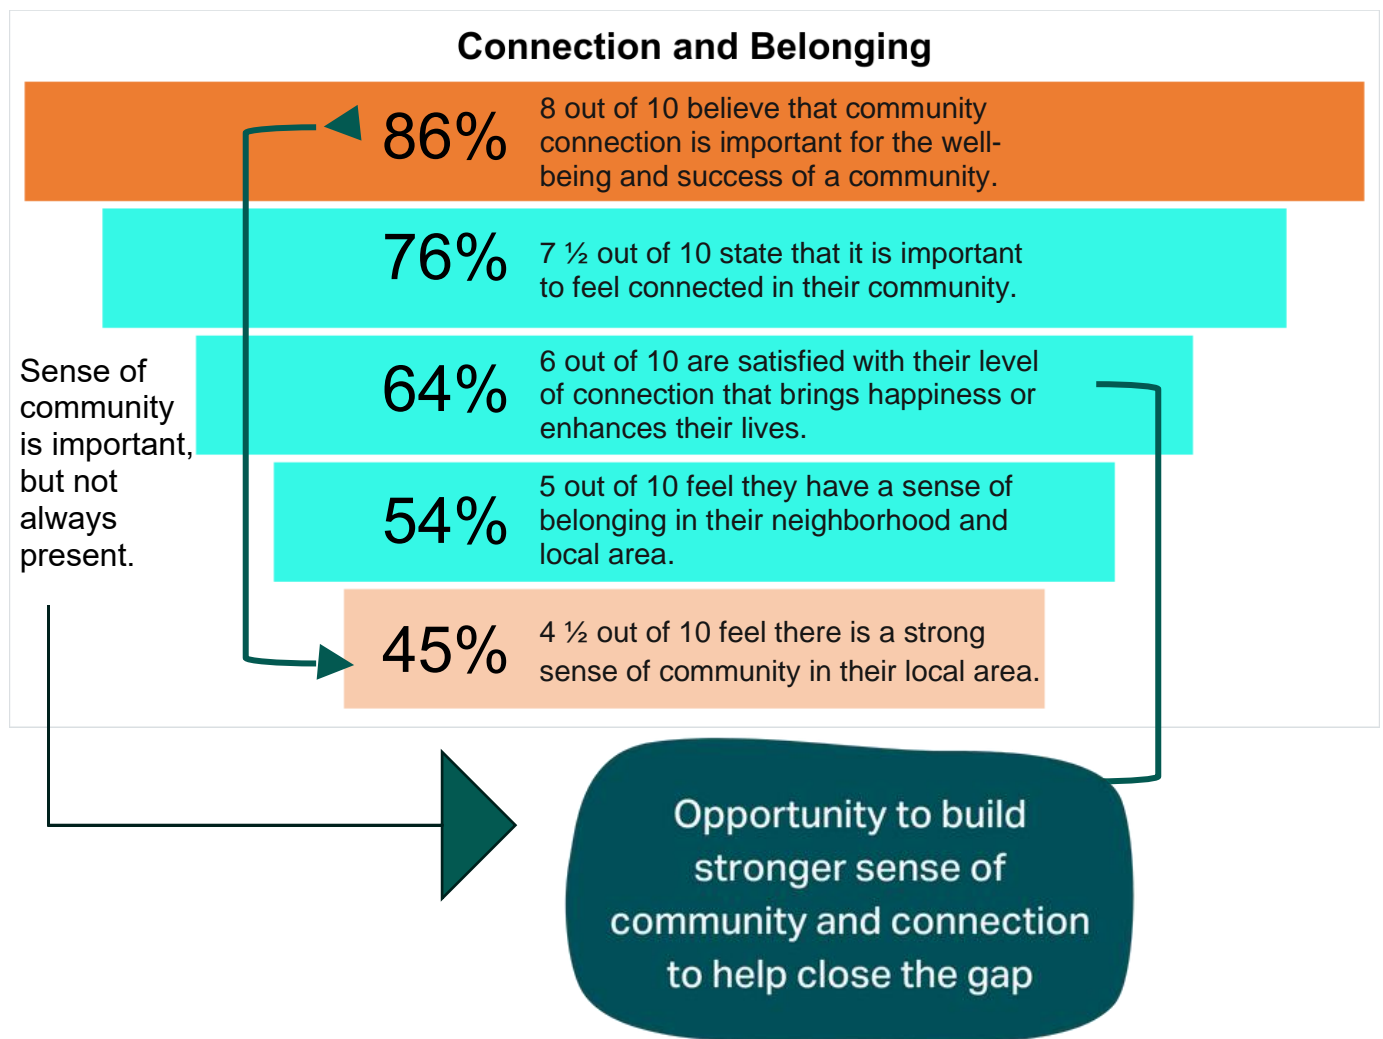 Connection and Belonging
86%
8 out of 10 believe that community
connection is important for the well-
being and success of a community.
76%
7 ½ out of 10 state that it is important
to feel connected in their community.
64%
6 out of 10 are satisfied with their level
of connection that brings happiness or
enhances their lives.
54%
5 out of 10 feel they have a sense of
belonging in their neighborhood and
local area.
45%
4 ½ out of 10 feel there is a strong
sense of community in their local area.
Sense of
community
is important,
but not
always
present.
Opportunity to build
stronger sense of
community and connection
to help close the gap